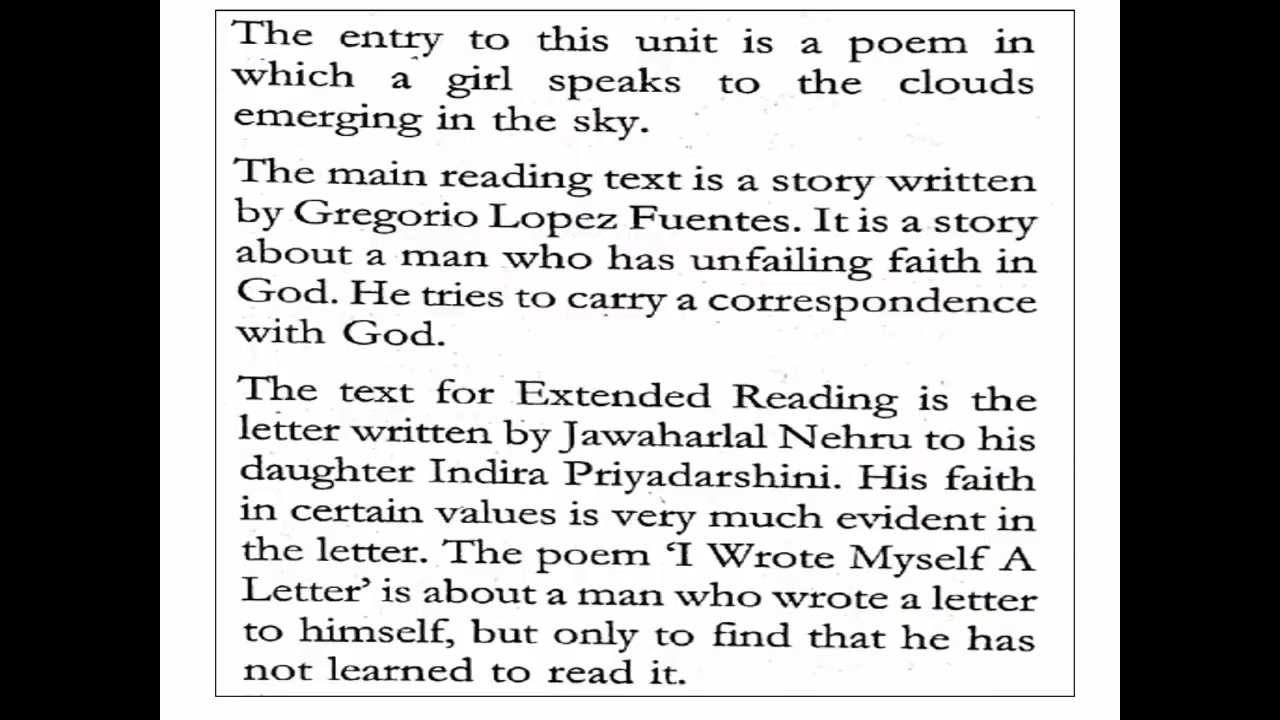 The entry to this unit is a poem in
which a girl speaks to the clouds
emerging in the sky.
The main reading text is a story written
by Gregorio Lopez Fuentes. It is a story
about a man who has unfailing faith in
God. He tries to carry a correspondence
with God.
The text for Extended Reading is the
letter written by Jawaharlal Nehru to his
daughter Indira Priyadarshini. His faith
in certain values is very much evident in
the letter. The poem ‘I Wrote Myself A
Letter’ is about a man who wrote a letter
to himself, but only to find that he has
not learned to read it.